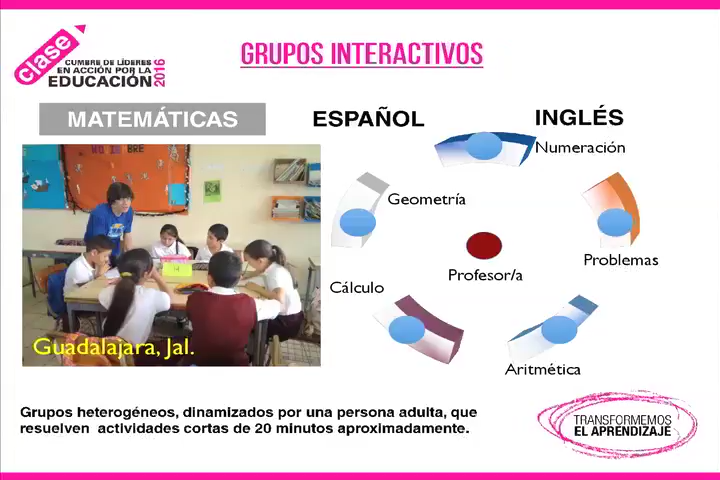 clase
CUMBRE DE LÍDERES
EN ACCIÓN POR LA
EDUCACIÓN
2016
GRUPOS INTERACTIVOS
MATEMÁTICAS
ESPAÑOL
INGLÉS
Numeración
Geometría
Problemas
Profesor/a
Cálculo
Aritmética
Guadalajara, Jal.
Grupos heterogéneos, dinamizados por una persona adulta, que
resuelven actividades cortas de 20 minutos aproximadamente.
TRANSFORMEMOS
EL APRENDIZAJE